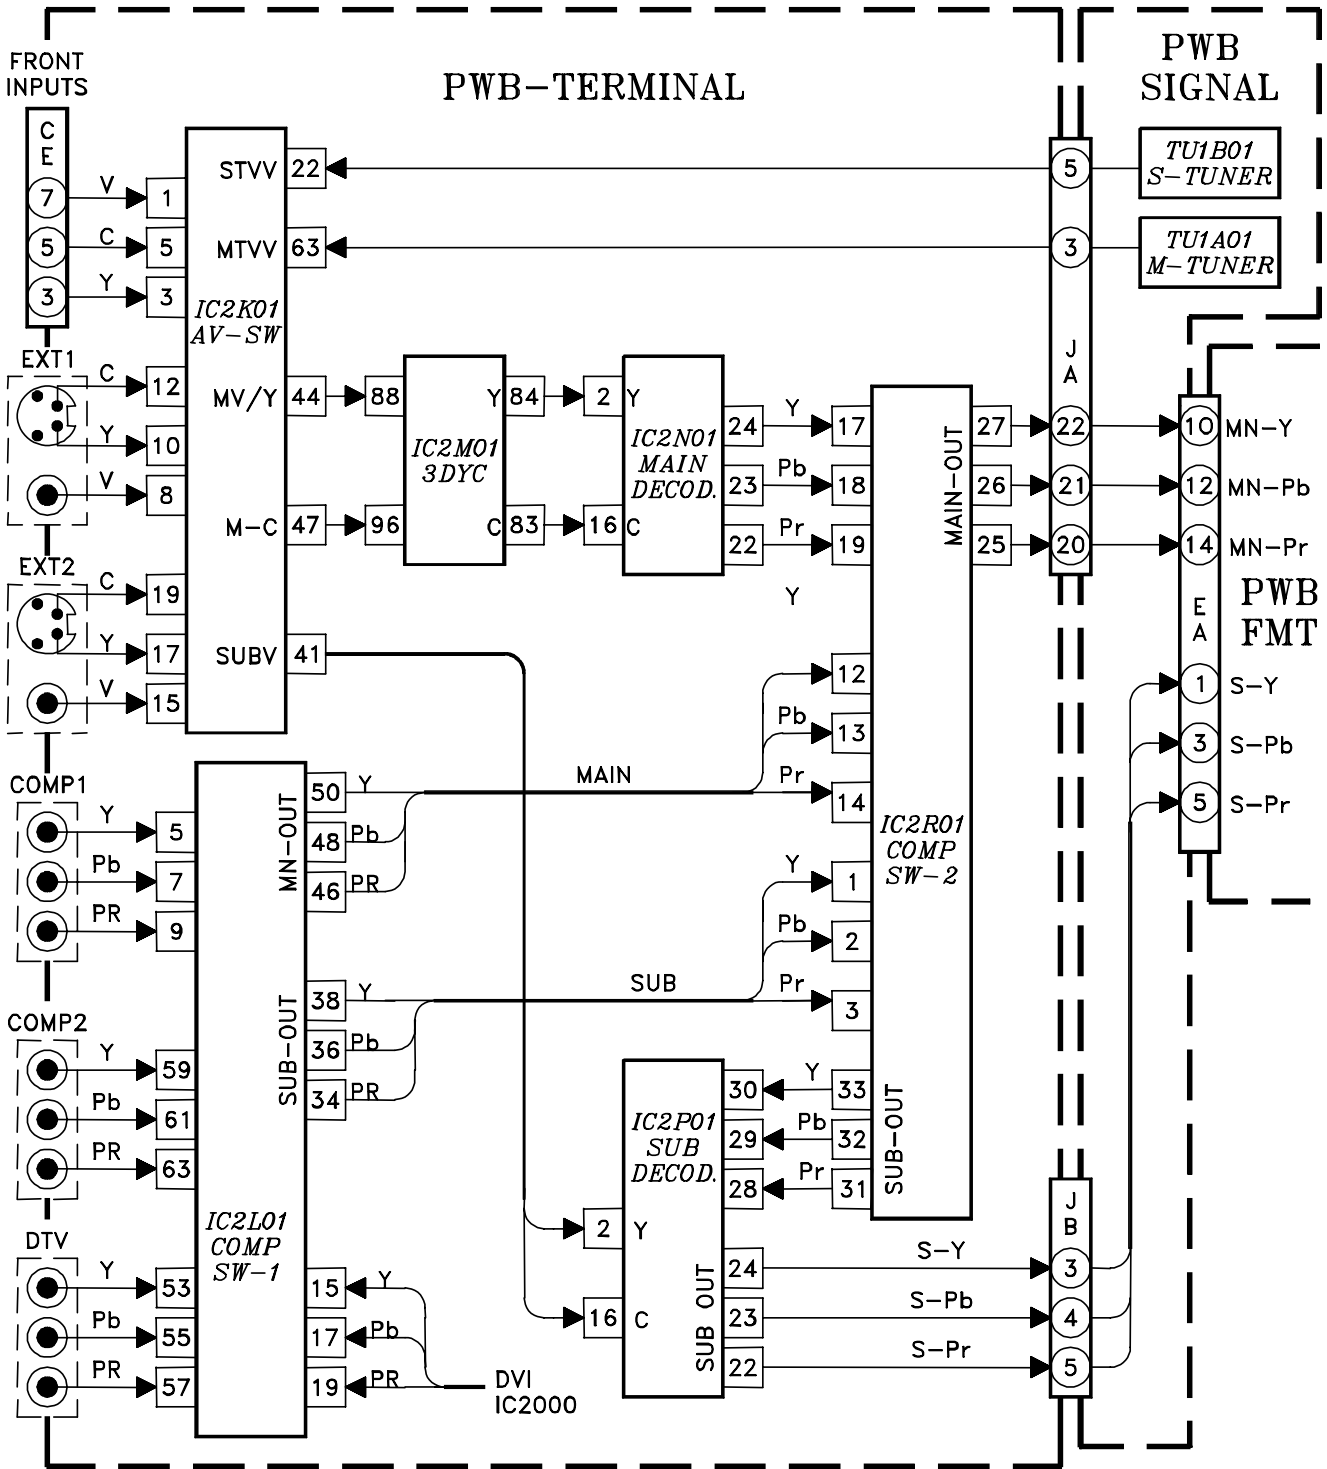 PWB-TERMINAL
PWB
SIGNAL
FRONT
INPUTS
C
E
7
5
3
V
C
Y
1
5
3
STVV
22
MTVV
63
IC2K01
AV-SW
5
3
TU1B01
S-TUNER
TU1A01
M-TUNER
J
A
EXT1
C
Y
V
12
10
8
MV/Y
44
M-C
47
88
96
IC2M01
3DYC
Y
84
C
83
2
Y
16
C
IC2N01
MAIN
DECOD.
24
23
22
Y
Pb
Pr
Y
17
18
19
MAIN-OUT
27
26
25
22
21
20
10
12
14
MN-Y
MN-Pb
MN-Pr
E
A
PWB
FMT
1
3
5
S-Y
S-Pb
S-Pr
EXT2
C
Y
V
19
17
15
SUBV
41
12
13
14
Pb
Pr
MAIN
IC2R01
COMP
SW-2
COMP1
Y
Pb
PR
5
7
9
MN-OUT
50
48
46
Y
Pb
PR
Y
Pb
Pr
1
2
3
SUB
SUB-OUT
38
36
34
Y
Pb
PR
COMP2
Y
Pb
PR
59
61
63
IC2L01
COMP
SW-1
DTV
Y
Pb
PR
53
55
57
15
17
19
Y
Pb
PR
DVI
IC2000
IC2P01
SUB
DECOD.
30
29
28
Y
Pb
Pr
33
32
31
SUB-OUT
2
Y
16
C
SUB OUT
24
23
22
S-Y
S-Pb
S-Pr
J
B
3
4
5